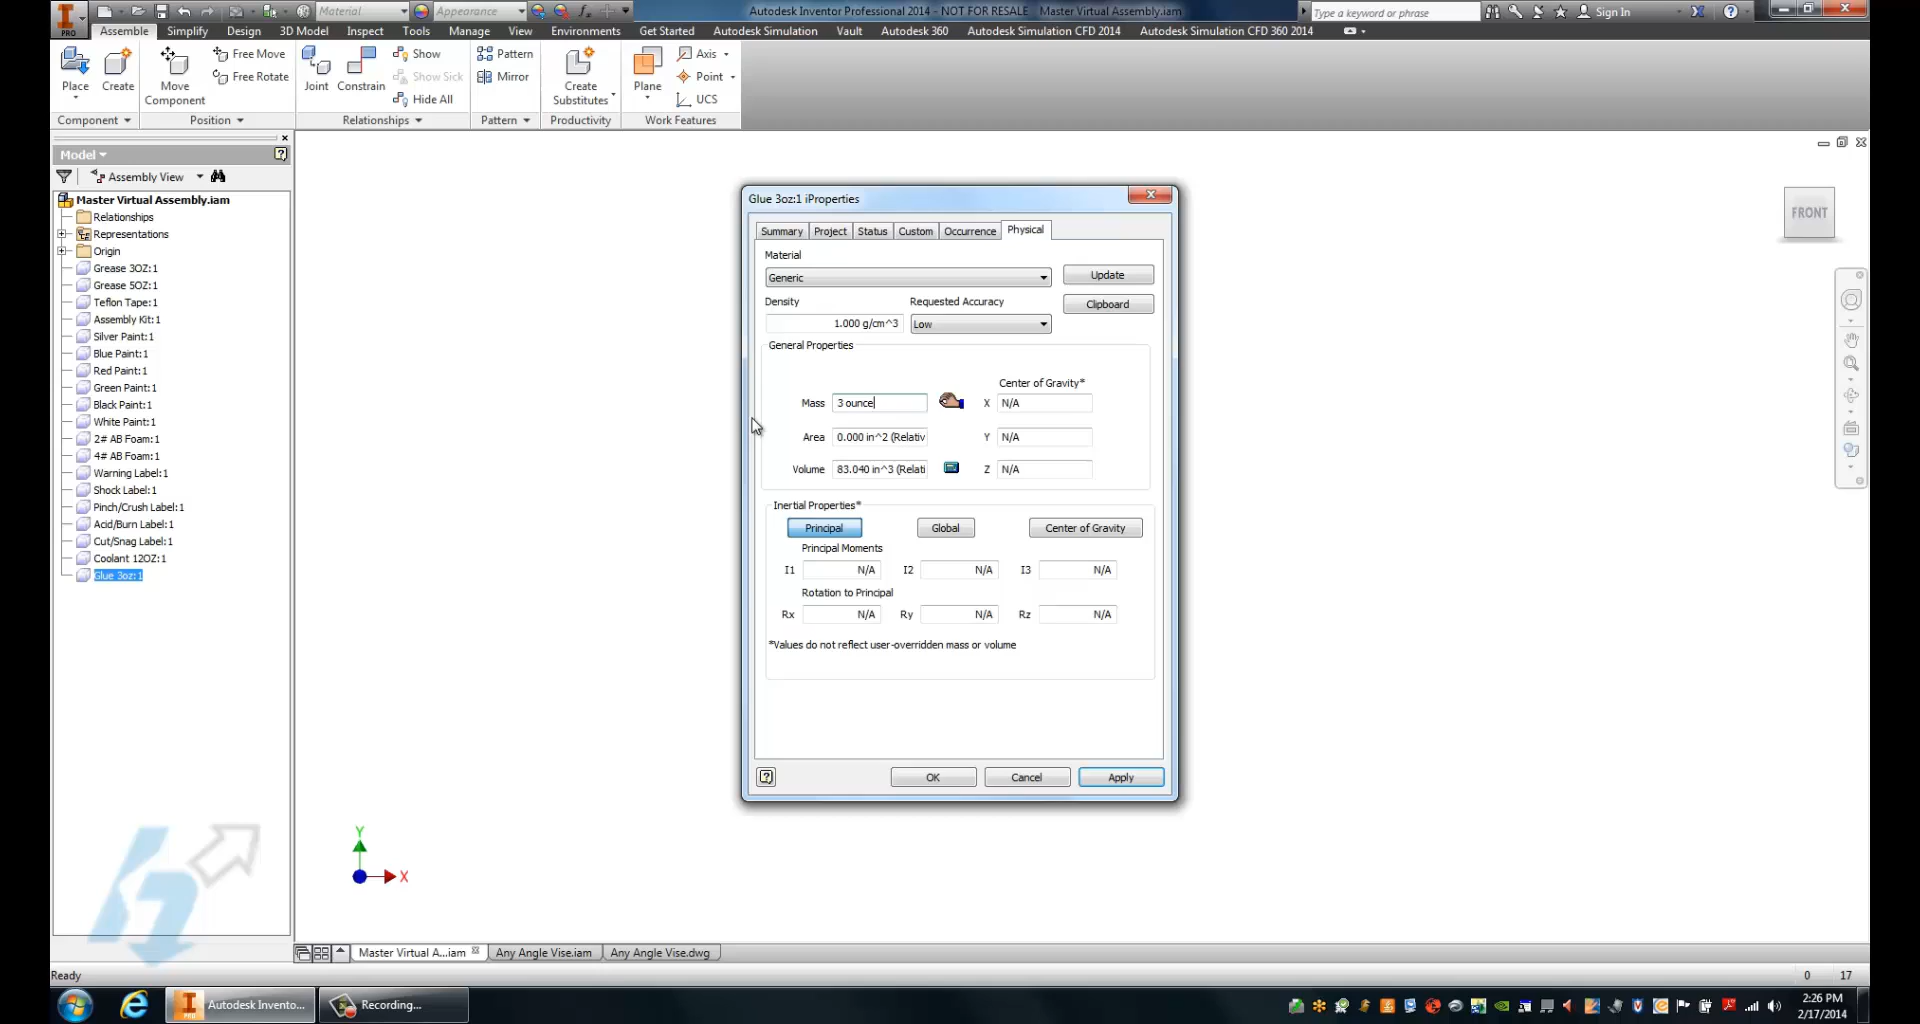 PRO
Material
Appearance
Autodesk Inventor Professional 2014 - NOT FOR RESALE Master Virtual Assembly.iam
Type a keyword or phrase
Sign In
Assemble Simplify Design 3D Model Inspect Tools Manage View Environments Get Started Autodesk Simulation Vault Autodesk 360 Autodesk Simulation CFD 2014 Autodesk Simulation CFD 360 2014
Place
Create
Move
Component
Free Move
Free Rotate
Joint
Constrain
Show
Show Sick
Hide All
Pattern
Mirror
Create
Substitutes
Plane
Axis
Point
UCS
Component Position Relationships Pattern Productivity Work Features
Model
Assembly View
Master Virtual Assembly.iam
Relationships
Representations
Origin
Grease 3OZ:1
Grease 5OZ:1
Teflon Tape:1
Assembly Kit:1
Silver Paint:1
Blue Paint:1
Red Paint:1
Green Paint:1
Black Paint:1
White Paint:1
2# AB Foam:1
4# AB Foam:1
Warning Label:1
Shock Label:1
Pinch/Crush Label:1
Acid/Burn Label:1
Cut/Snag Label:1
Coolant 12OZ:1
Glue 3oz:1
FRONT
Glue 3oz:1 iProperties
Summary Project Status Custom Occurrence Physical
Material
Generic
Update
Density
Requested Accuracy
Clipboard
1.000 g/cm^3
Low
General Properties
Center of Gravity*
Mass 3 ounce X N/A
Area 0.000 in^2 (Relativ Y N/A
Volume 83.040 in^3 (Relati Z N/A
Inertial Properties*
Principal Global Center of Gravity
Principal Moments
I1 N/A I2 N/A I3 N/A
Rotation to Principal
Rx N/A Ry N/A Rz N/A
*Values do not reflect user-overridden mass or volume
OK Cancel Apply
Y
X
Master Virtual A...iam Any Angle Vise.iam Any Angle Vise.dwg
Ready
0 17
Autodesk Invento...
Recording...
2:26 PM
2/17/2014